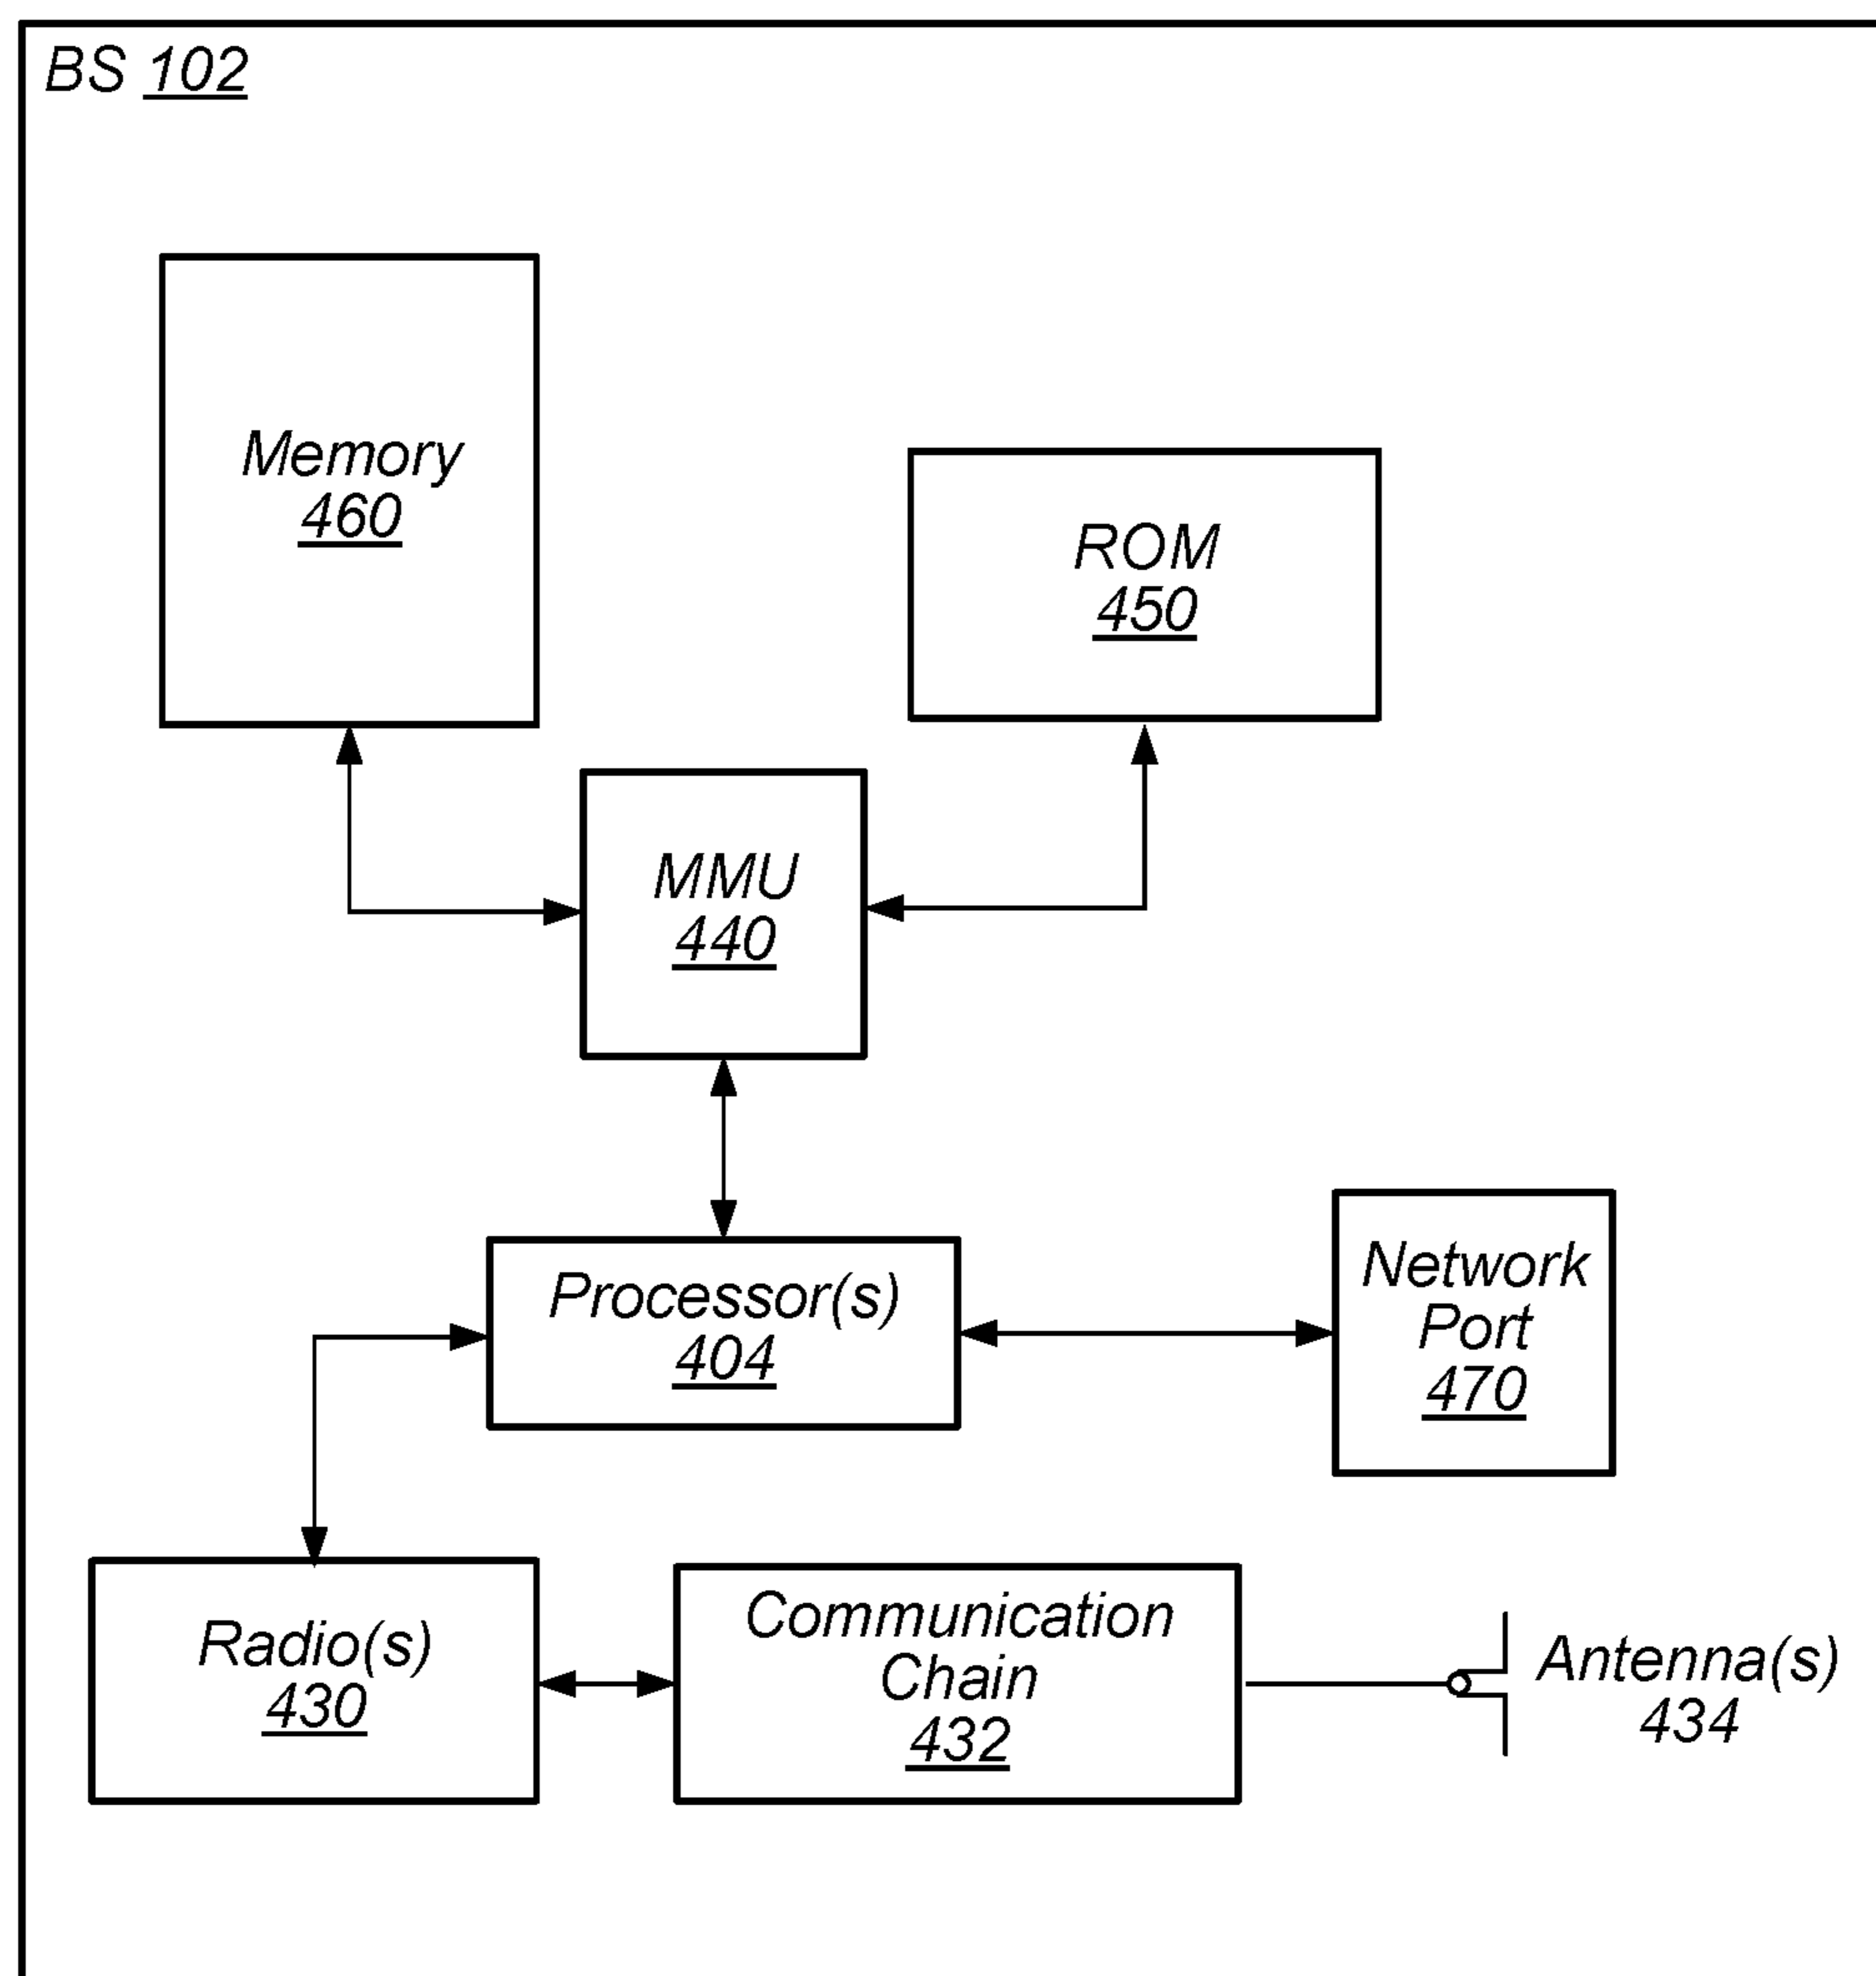 BS 102
Memory
460
ROM
450
MMU
440
Processor(s)
404
Network
Port
470
Radio(s)
430
Communication
Chain
432
Antenna(s)
434